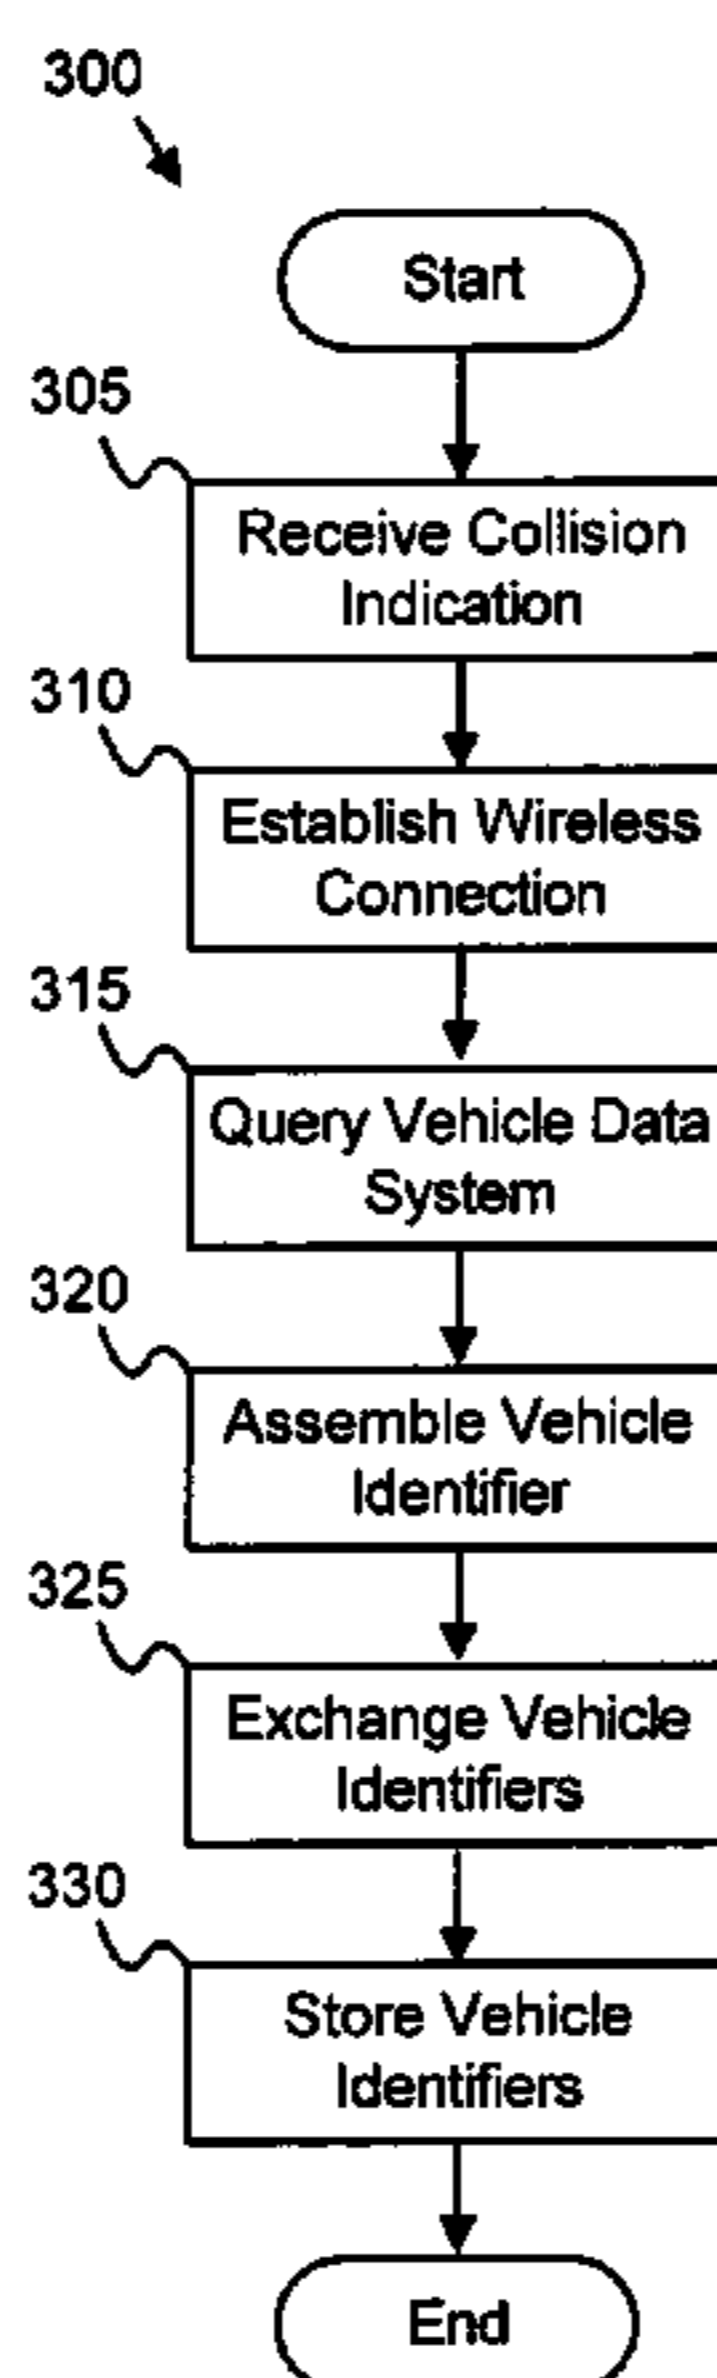 300
Start
305
Receive Collision
Indication
310
Establish Wireless
Connection
315
Query Vehicle Data
System
320
Assemble Vehicle
Identifier
325
Exchange Vehicle
Identifiers
330
Store Vehicle
Identifiers
End